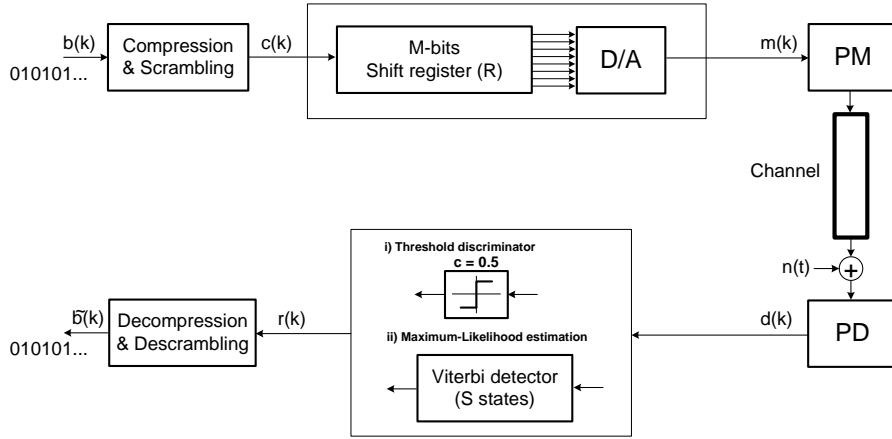 b(k)
010101...
Compression
& Scrambling
c(k)
M-bits
Shift register (R)
D/A
m(k)
PM
Channel
n(t)
+
PD
d(k)
i) Threshold discriminator
c = 0.5
ii) Maximum-Likelihood estimation
Viterbi detector
(S states)
r(k)
Decompression
& Descrambling
b̃(k)
010101...